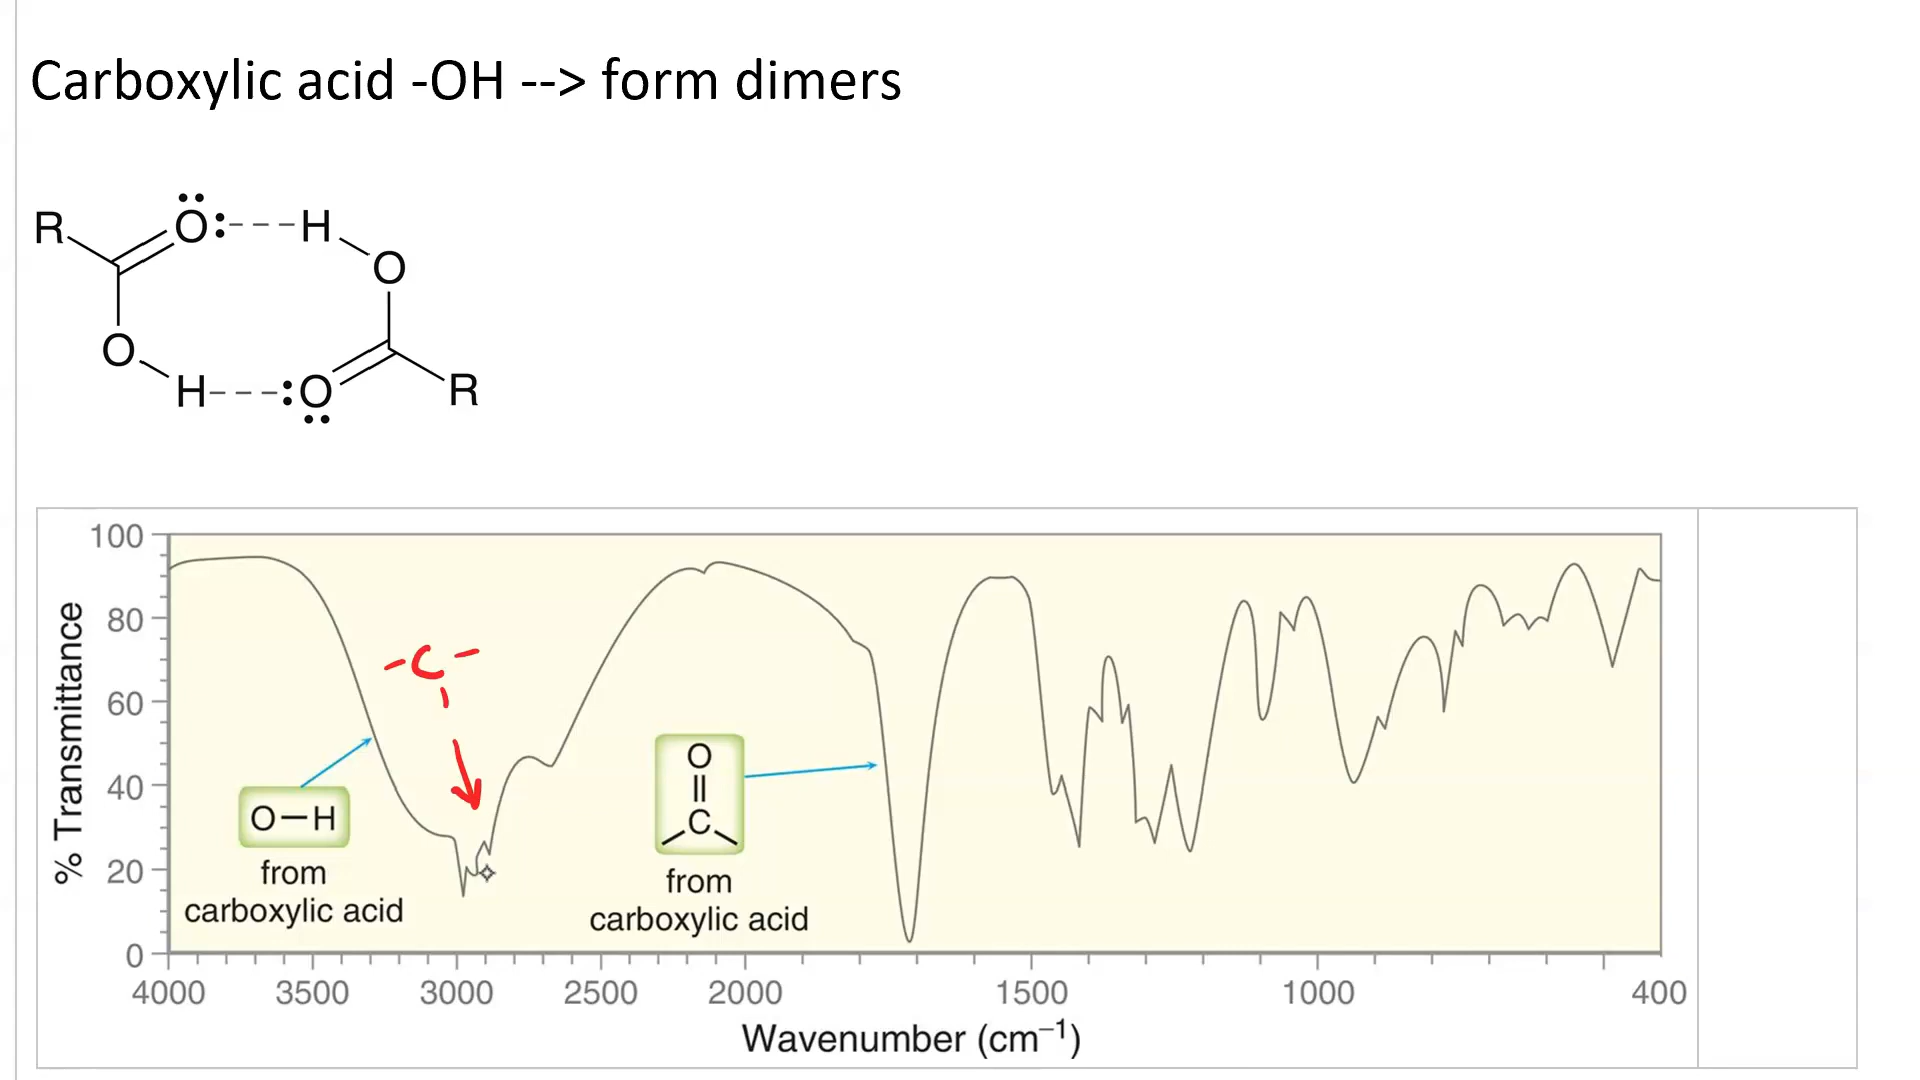 Carboxylic acid -OH --> form dimers
R O H
O
O
H O R
100
80
60
40
20
0
% Transmittance
-C-
O–H
from
carboxylic acid
O
C
from
carboxylic acid
4000 3500 3000 2500 2000 1500 1000 400
Wavenumber (cm⁻¹)